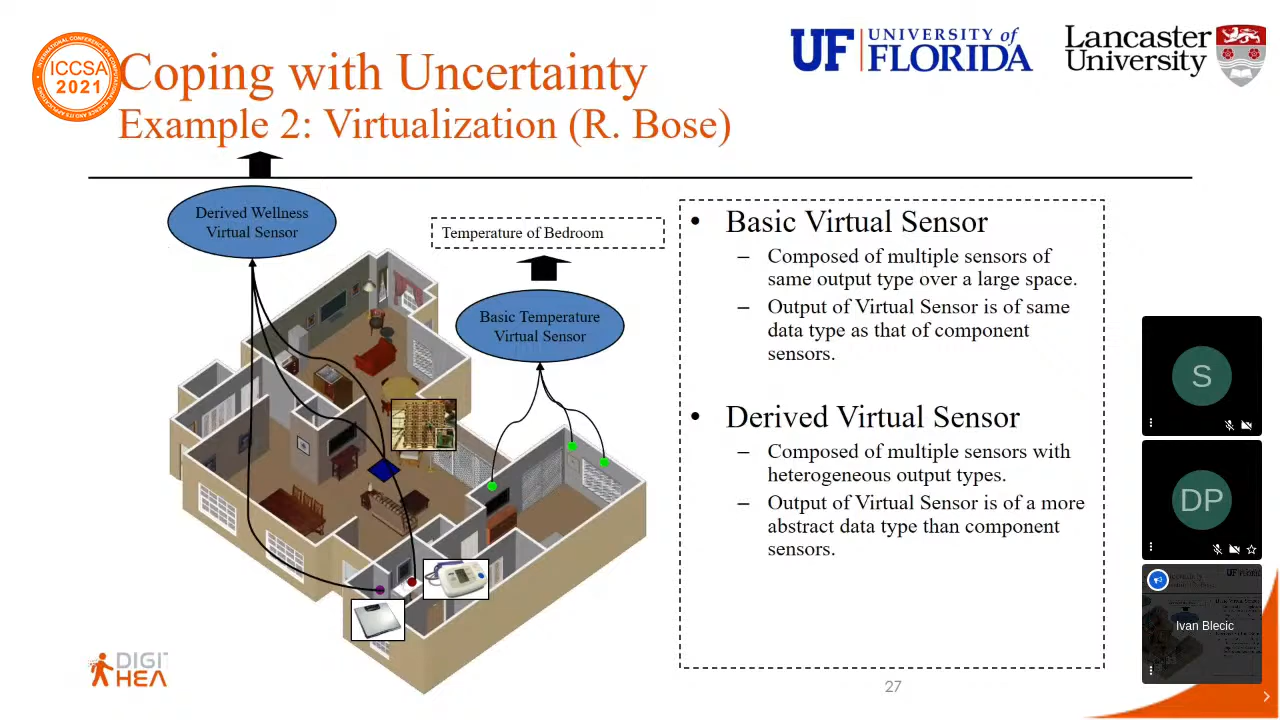 ICCSA
2021
Coping with Uncertainty
Example 2: Virtualization (R. Bose)
UF UNIVERSITY of
FLORIDA
Lancaster
University
Derived Wellness
Virtual Sensor
Temperature of Bedroom
Basic Temperature
Virtual Sensor
• Basic Virtual Sensor
– Composed of multiple sensors of
same output type over a large space.
– Output of Virtual Sensor is of same
data type as that of component
sensors.
• Derived Virtual Sensor
– Composed of multiple sensors with
heterogeneous output types.
– Output of Virtual Sensor is of a more
abstract data type than component
sensors.
S
DP
Ivan Blecic
DIGIT
HEA
27